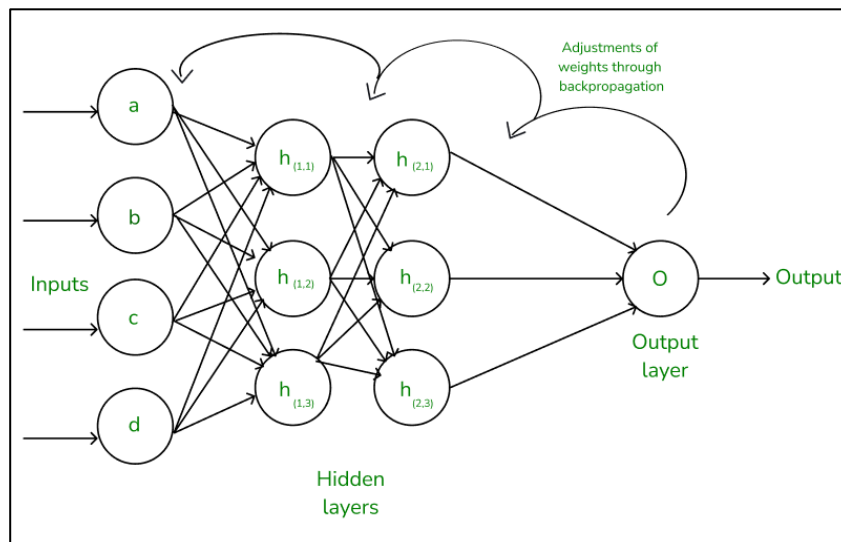 Adjustments of
weights through
backpropagation
a
b
c
d
Inputs
h(1,1)
h(1,2)
h(1,3)
h(2,1)
h(2,2)
h(2,3)
O
Output
Output
layer
Hidden
layers